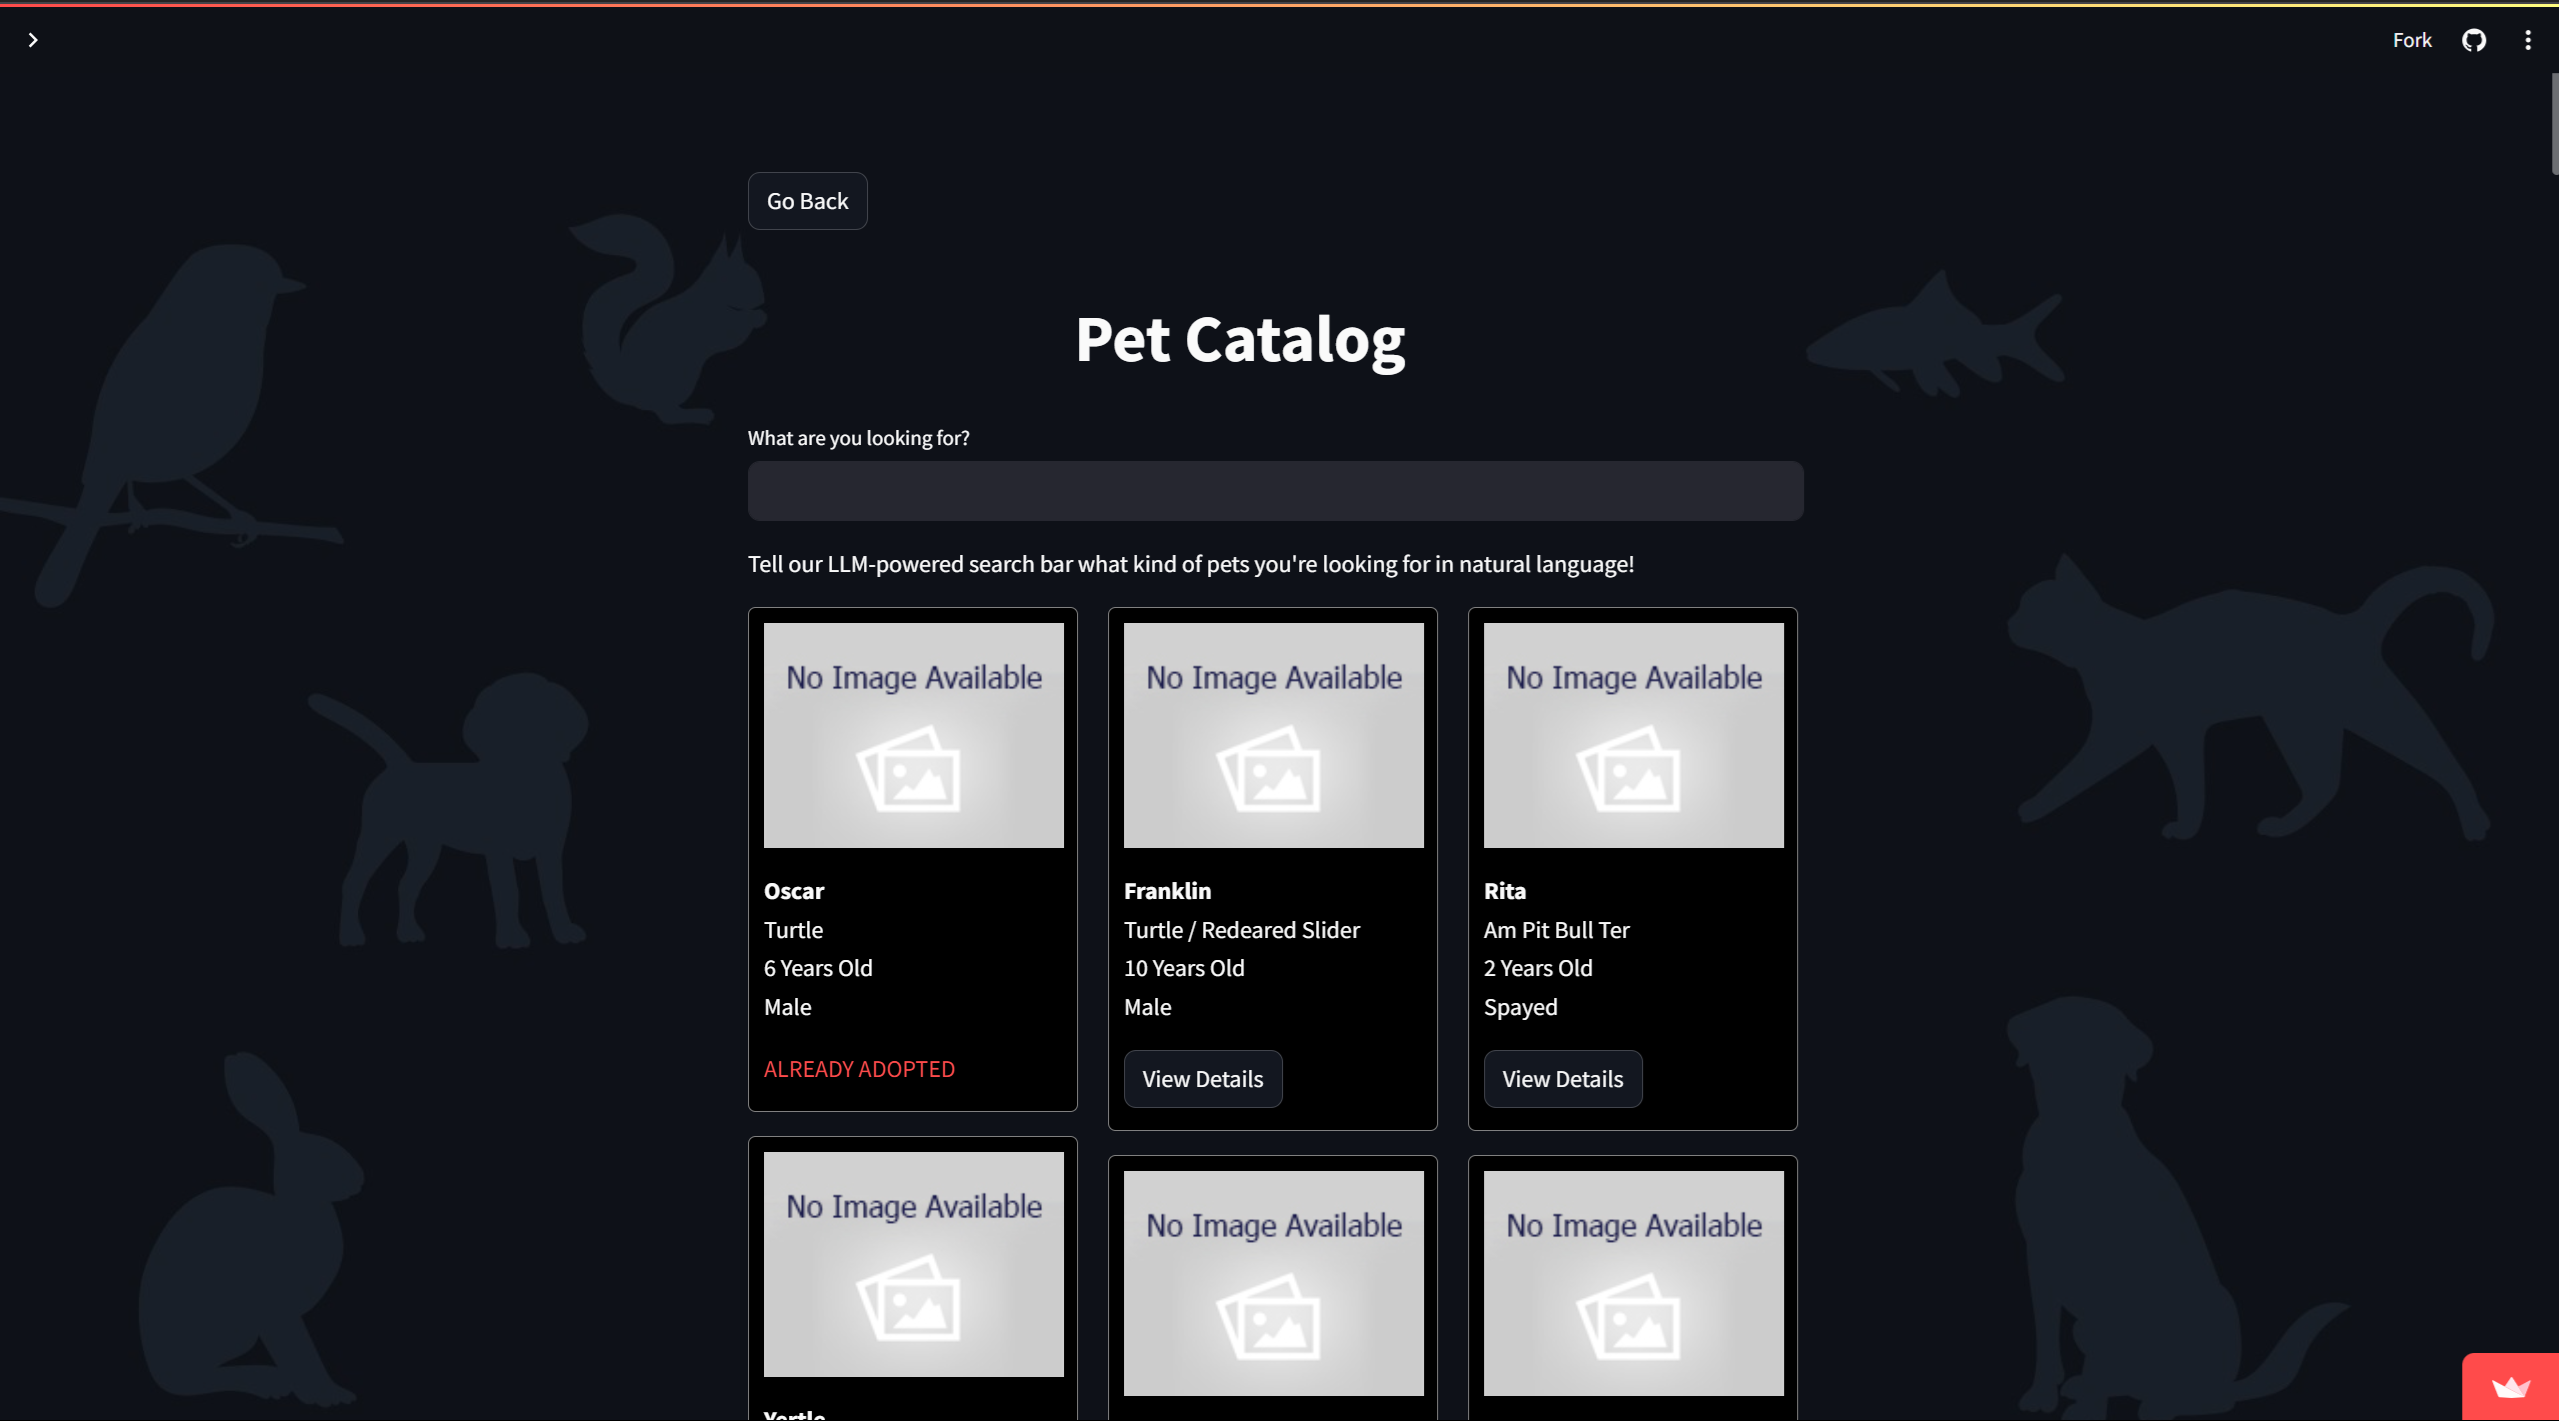 Fork
Go Back
Pet Catalog
What are you looking for?
Tell our LLM-powered search bar what kind of pets you're looking for in natural language!
No Image Available
Oscar
Turtle
6 Years Old
Male
ALREADY ADOPTED
No Image Available
Franklin
Turtle / Redeared Slider
10 Years Old
Male
View Details
No Image Available
Rita
Am Pit Bull Ter
2 Years Old
Spayed
View Details
No Image Available
Yertle
No Image Available
No Image Available